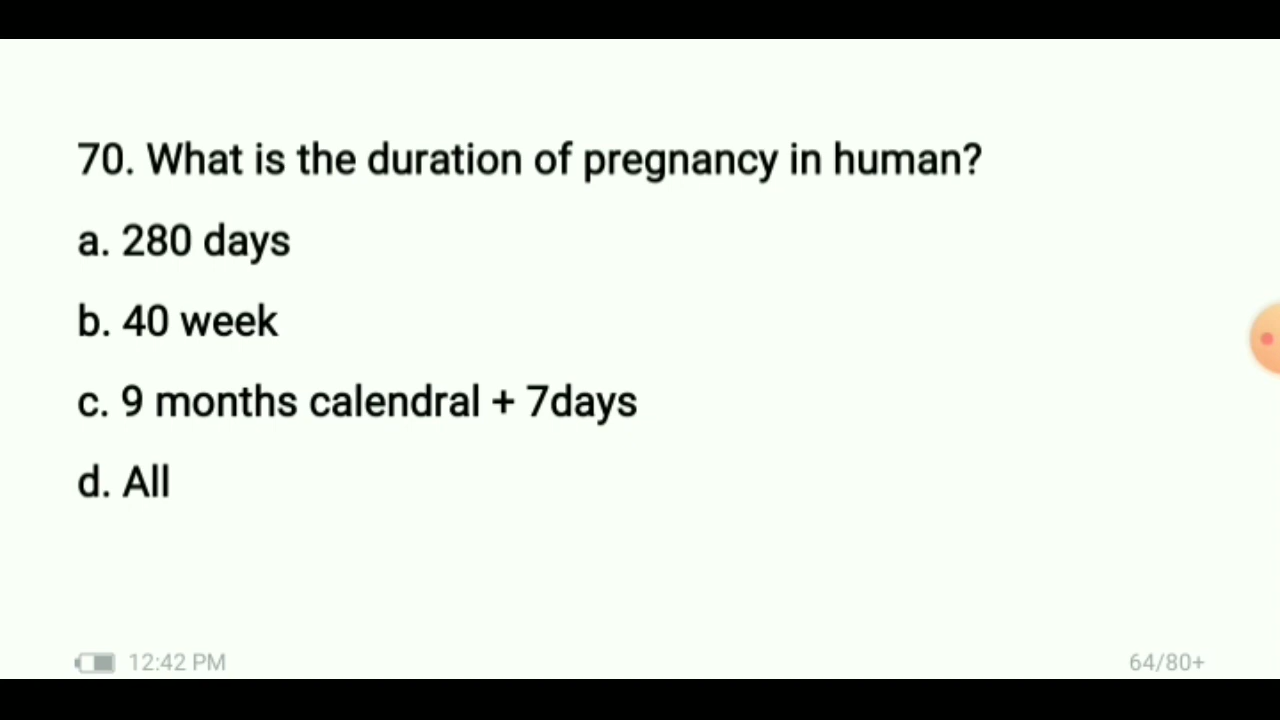 70. What is the duration of pregnancy in human?
a. 280 days
b. 40 week
c. 9 months calendral + 7days
d. All
12:42 PM
64/80+